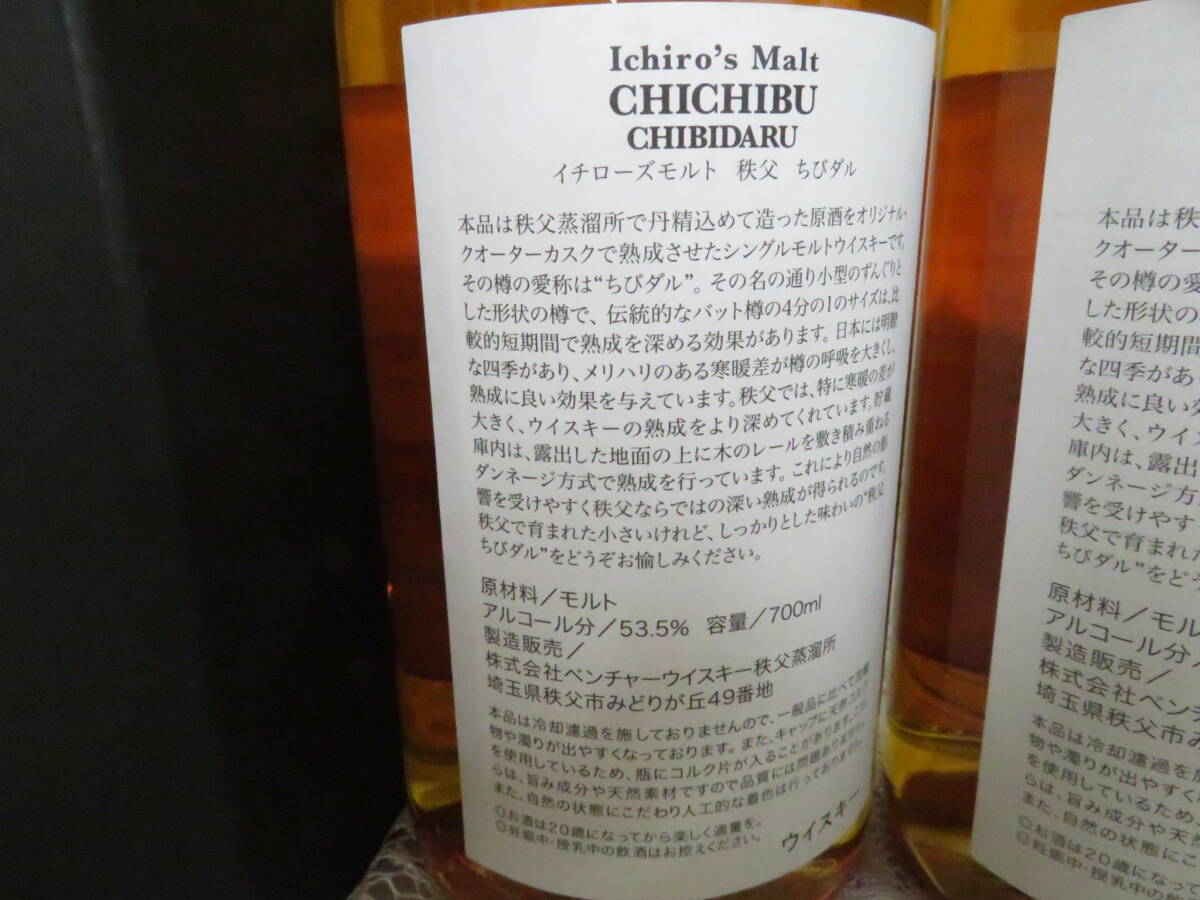 Ichiro's Malt
CHICHIBU
CHIBIDARU
イチローズモルト 秩父 ちびダル
本品は秩父蒸溜所で丹精込めて造った原酒をオリジナル・
クオーターカスクで熟成させたシングルモルトウイスキーです。
その樽の愛称は“ちびダル”。その名の通り小型のずんぐりと
した形状の樽で、伝統的なバット樽の4分の1のサイズは、比
較的短期間で熟成を深める効果があります。日本には明瞭
な四季があり、メリハリのある寒暖差が樽の呼吸を大きくし、
熟成に良い効果を与えています。秩父では、特に寒暖の差が
大きく、ウイスキーの熟成をより深めてくれています。貯蔵
庫内は、露出した地面の上に木のレールを敷き積み重ねる
ダンネージ方式で熟成を行っています。これにより自然の影
響を受けやすく秩父ならではの深い熟成が得られるのです。
秩父で育まれた小さいけれど、しっかりとした味わいの“秩父
ちびダル”をどうぞお愉しみください。
原材料/モルト
アルコール分/53.5% 容量/700ml
製造販売/
株式会社ベンチャーウイスキー秩父蒸溜所
埼玉県秩父市みどりが丘49番地
本品は冷却濾過を施しておりませんので、一般品に比べて沈殿
物や濁りが出やすくなっております。また、キャップに天然コルク
を使用しているため、瓶にコルク片が入ることがあります。これ
らは、旨み成分や天然素材ですので品質には問題ありません。
また、自然の状態にこだわり人工的な着色は行っておりません。
◎お酒は20歳になってから楽しく適量を。
◎妊娠中・授乳中の飲酒はお控えください。
ウイスキー
本品は秩
クオーター
その樽の愛
した形状の
較的短期間
な四季があ
熟成に良い
大きく、ウイ
庫内は、露出
ダンネージ方
響を受けやす
秩父で育まれた
ちびダル”をど
原材料/モル
アルコール分
製造販売/
株式会社ベン
埼玉県秩父市み
本品は冷却濾過を
物や濁りが出やすく
を使用しているため
らは、旨み成分や天
また、自然の状態にこ
◎お酒は20歳になって
◎妊娠中・授乳中の